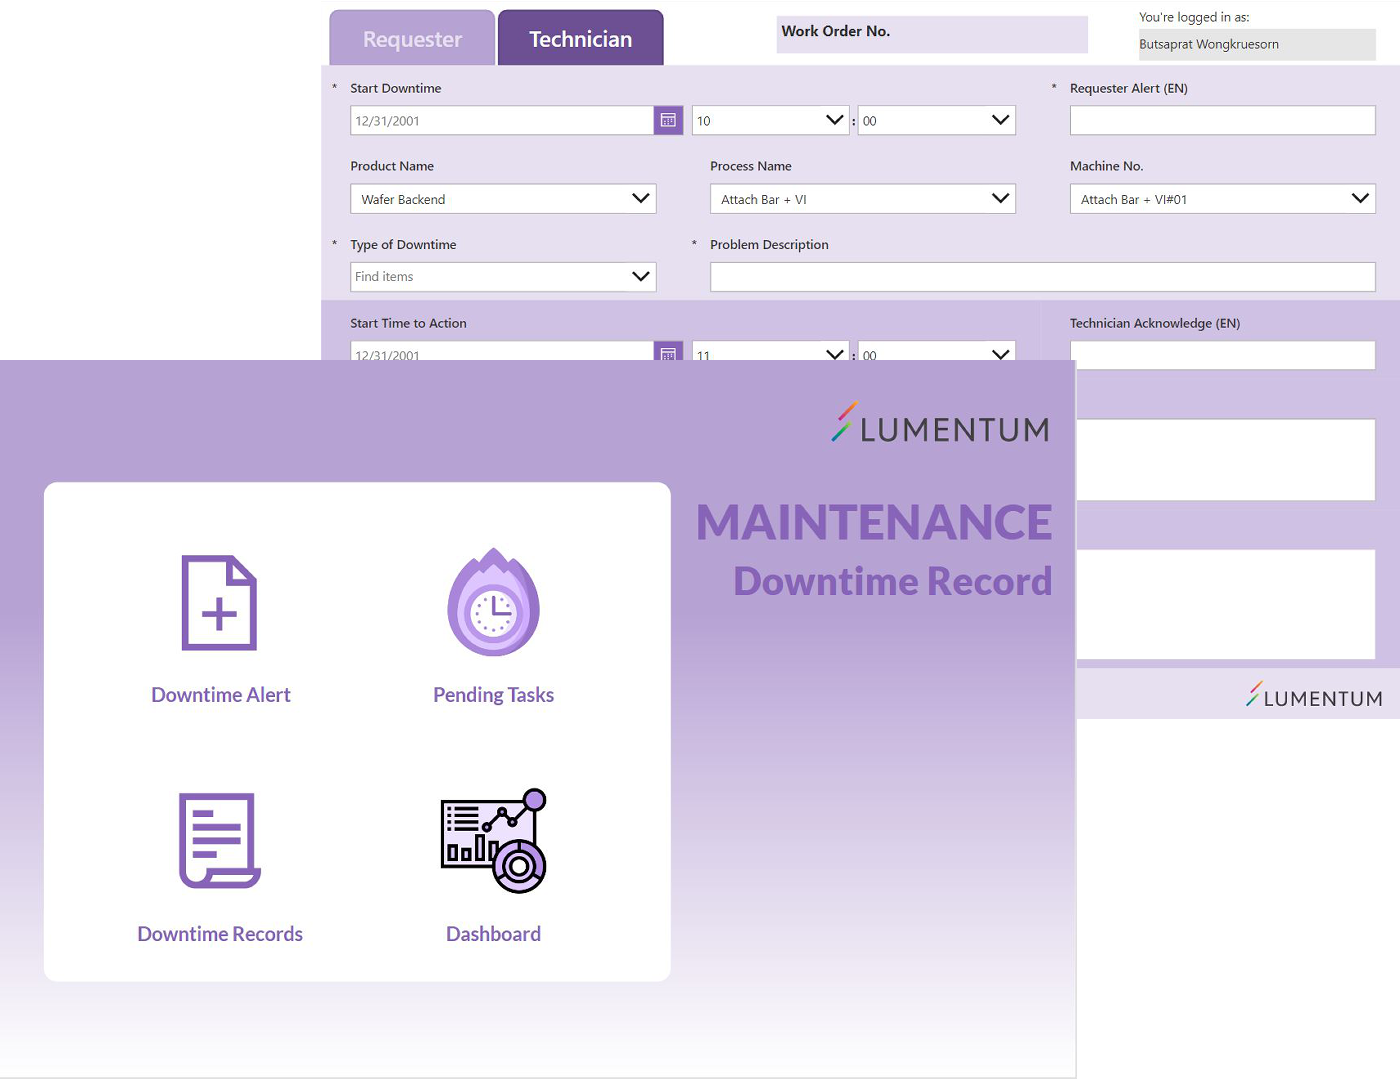 Requester
Technician
Work Order No.
You're logged in as:
Butsaprat Wongkruesorn
* Start Downtime
* Requester Alert (EN)
12/31/2001
10
:
00
Product Name
Process Name
Machine No.
Wafer Backend
Attach Bar + VI
Attach Bar + VI#01
* Type of Downtime
* Problem Description
Find items
Start Time to Action
Technician Acknowledge (EN)
12/31/2001
11
:
00
LUMENTUM
MAINTENANCE
Downtime Record
Downtime Alert
Pending Tasks
Downtime Records
Dashboard
LUMENTUM